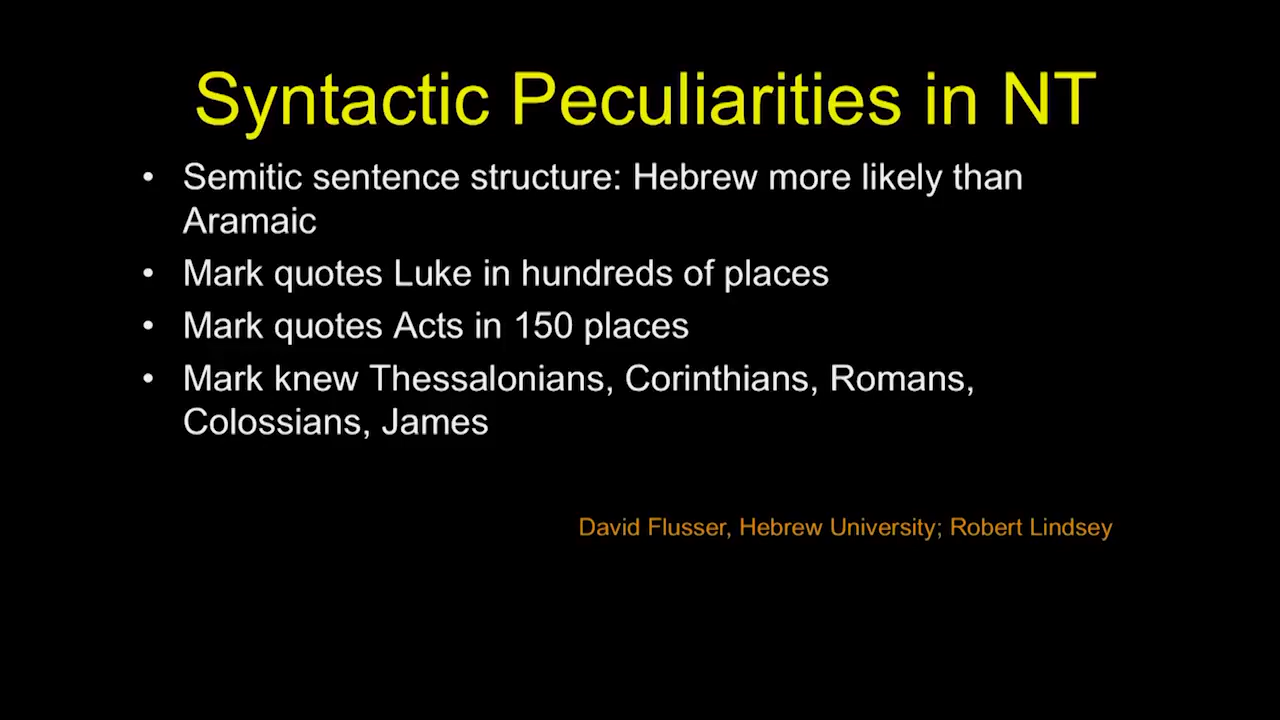 Syntactic Peculiarities in NT
• Semitic sentence structure: Hebrew more likely than
Aramaic
• Mark quotes Luke in hundreds of places
• Mark quotes Acts in 150 places
• Mark knew Thessalonians, Corinthians, Romans,
Colossians, James
David Flusser, Hebrew University; Robert Lindsey